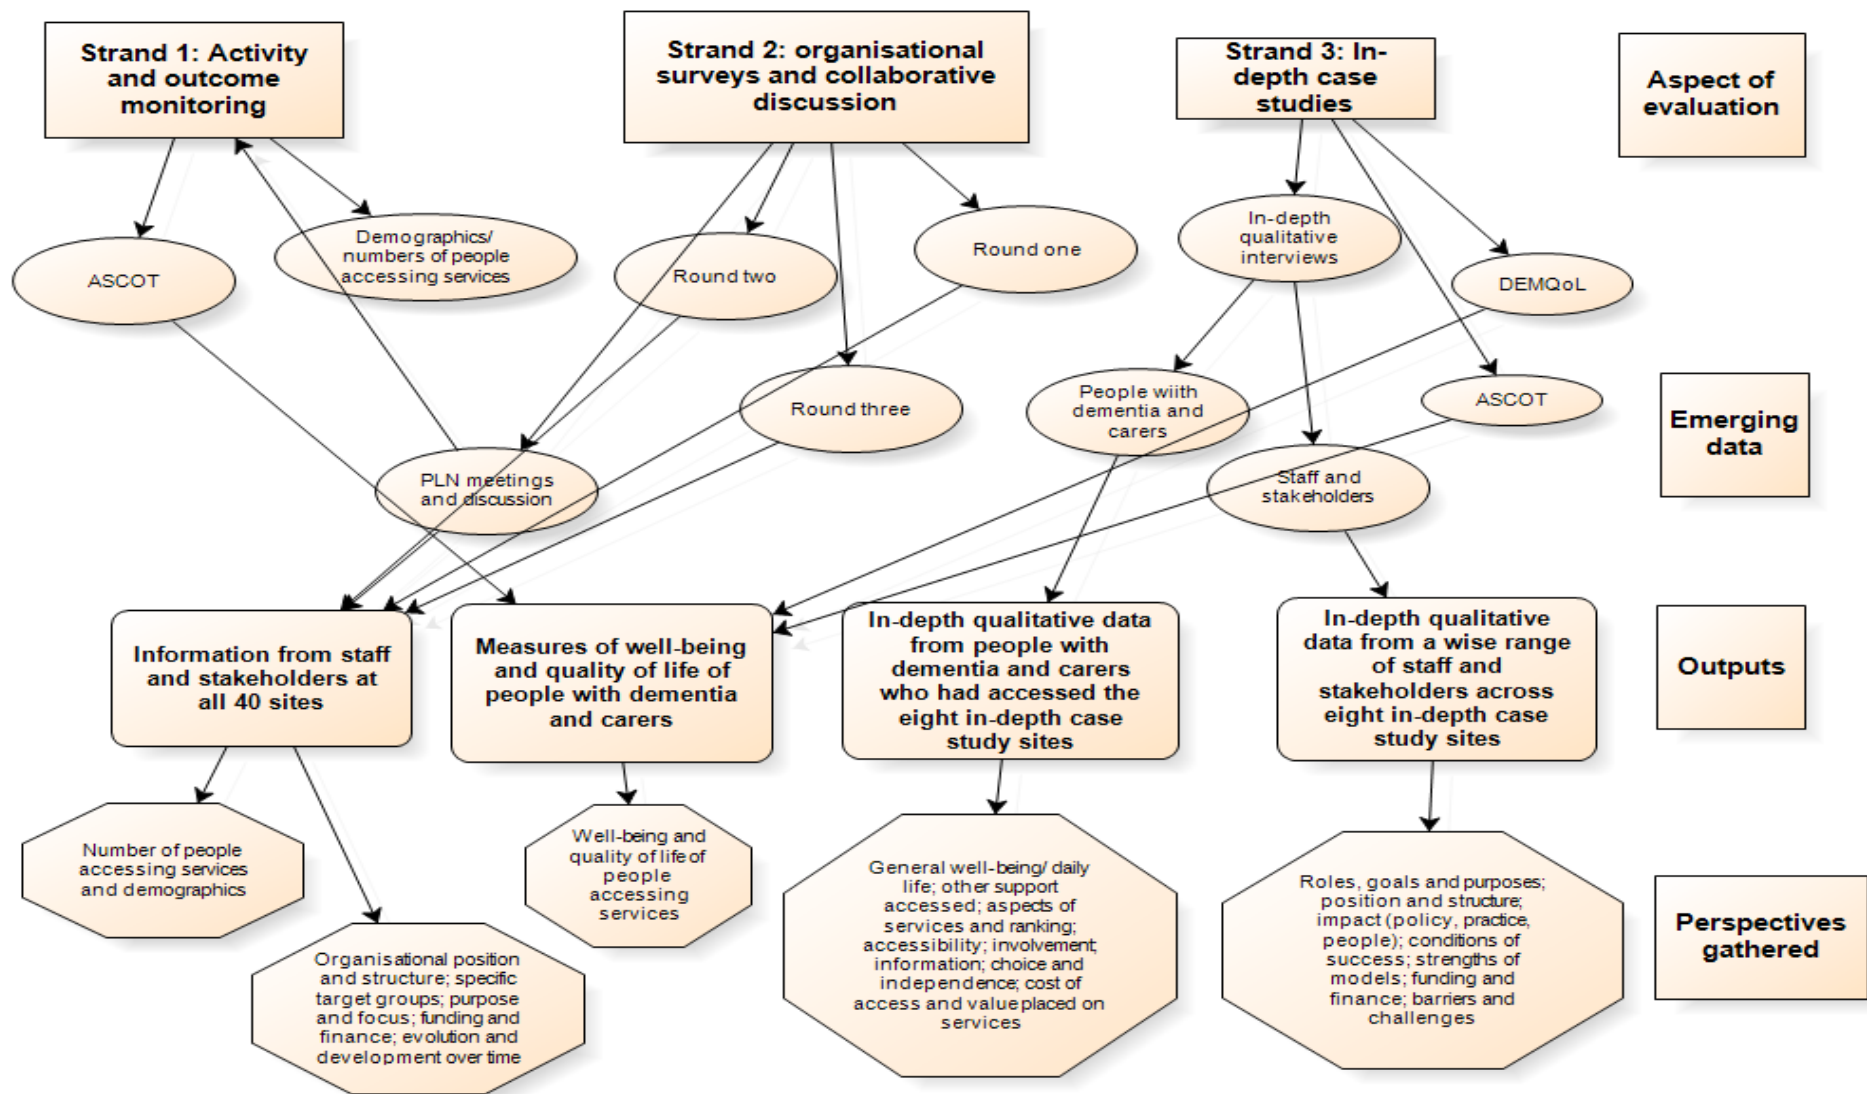 Strand 1: Activity
and outcome
monitoring
Strand 2: organisational
surveys and collaborative
discussion
Strand 3: In-
depth case
studies
Aspect of
evaluation
ASCOT
Demographics/
numbers of people
accessing services
Round two
Round one
In-depth
qualitative
interviews
DEMQoL
Round three
People wiith
dementia and
carers
ASCOT
Emerging
data
PLN meetings
and discussion
Staff and
stakeholders
Information from staff
and stakeholders at
all 40 sites
Measures of well-being
and quality of life of
people with dementia
and carers
In-depth qualitative data
from people with
dementia and carers
who had accessed the
eight in-depth case
study sites
In-depth qualitative
data from a wise range
of staff and
stakeholders across
eight in-depth case
study sites
Outputs
Number of people
accessing services
and demographics
Organisational position
and structure; specific
target groups; purpose
and focus; funding and
finance; evolution and
development over time
Well-being and
quality of life of
people
accessing
services
General well-being/ daily
life; other support
accessed; aspects of
services and ranking;
accessibility; involvement;
information; choice and
independence; cost of
access and value placed on
services
Roles, goals and purposes;
position and structure;
impact (policy, practice,
people); conditions of
success; strengths of
models; funding and
finance; barriers and
challenges
Perspectives
gathered